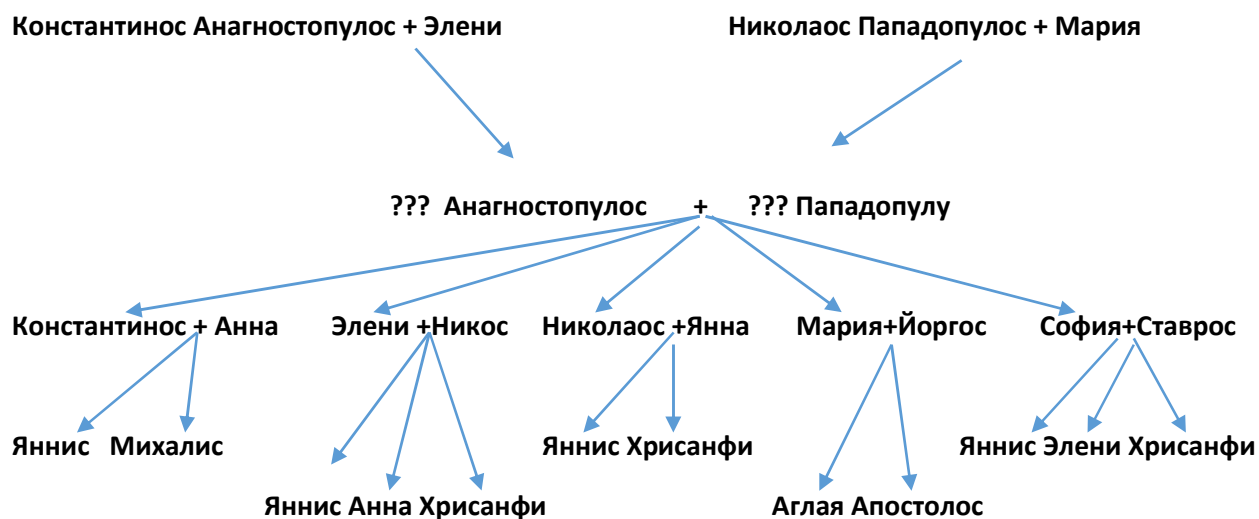 Константинос Анагностопулос + Элени Николаос Пападопулос + Мария
??? Анагностопулос + ??? Пападопулу
Константинос + Анна Элени +Никос Николаос +Янна Мария+Йоргос София+Ставрос
Яннис Михалис Яннис Хрисанфи Яннис Элени Хрисанфи
Яннис Анна Хрисанфи Аглая Апостолос